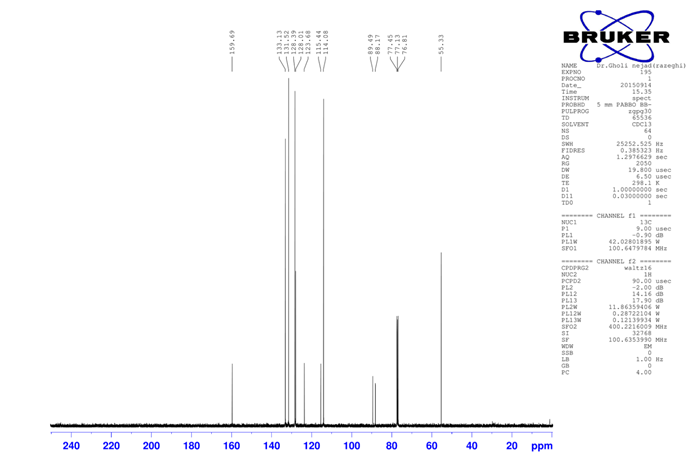 159.69
133.13
131.52
128.39
128.01
123.68
115.44
114.08
89.49
88.17
77.45
77.13
76.81
55.33
BRUKER
NAME Dr.Gholi nejad(razeghi)
EXPNO 195
PROCNO 1
Date_ 20150914
Time 15.35
INSTRUM spect
PROBHD 5 mm PABBO BB-
PULPROG zgpg30
TD 65536
SOLVENT CDCl3
NS 64
DS 0
SWH 25252.525 Hz
FIDRES 0.385323 Hz
AQ 1.2976629 sec
RG 2050
DW 19.800 usec
DE 6.50 usec
TE 298.1 K
D1 1.00000000 sec
D11 0.03000000 sec
TD0 1
======== CHANNEL f1 ========
NUC1 13C
P1 9.00 usec
PL1 -0.90 dB
PL1W 62.02801895 W
SFO1 100.6479784 MHz
======== CHANNEL f2 ========
CPDPRG2 waltz16
NUC2 1H
PCPD2 90.00 usec
PL2 -2.00 dB
PL12 14.16 dB
PL13 17.90 dB
PL2W 11.86359406 W
PL12W 0.28722104 W
PL13W 0.12139934 W
SFO2 400.2216009 MHz
SI 32768
SF 100.6353990 MHz
WDW EM
SSB 0
LB 1.00 Hz
GB 0
PC 4.00
240 220 200 180 160 140 120 100 80 60 40 20 ppm